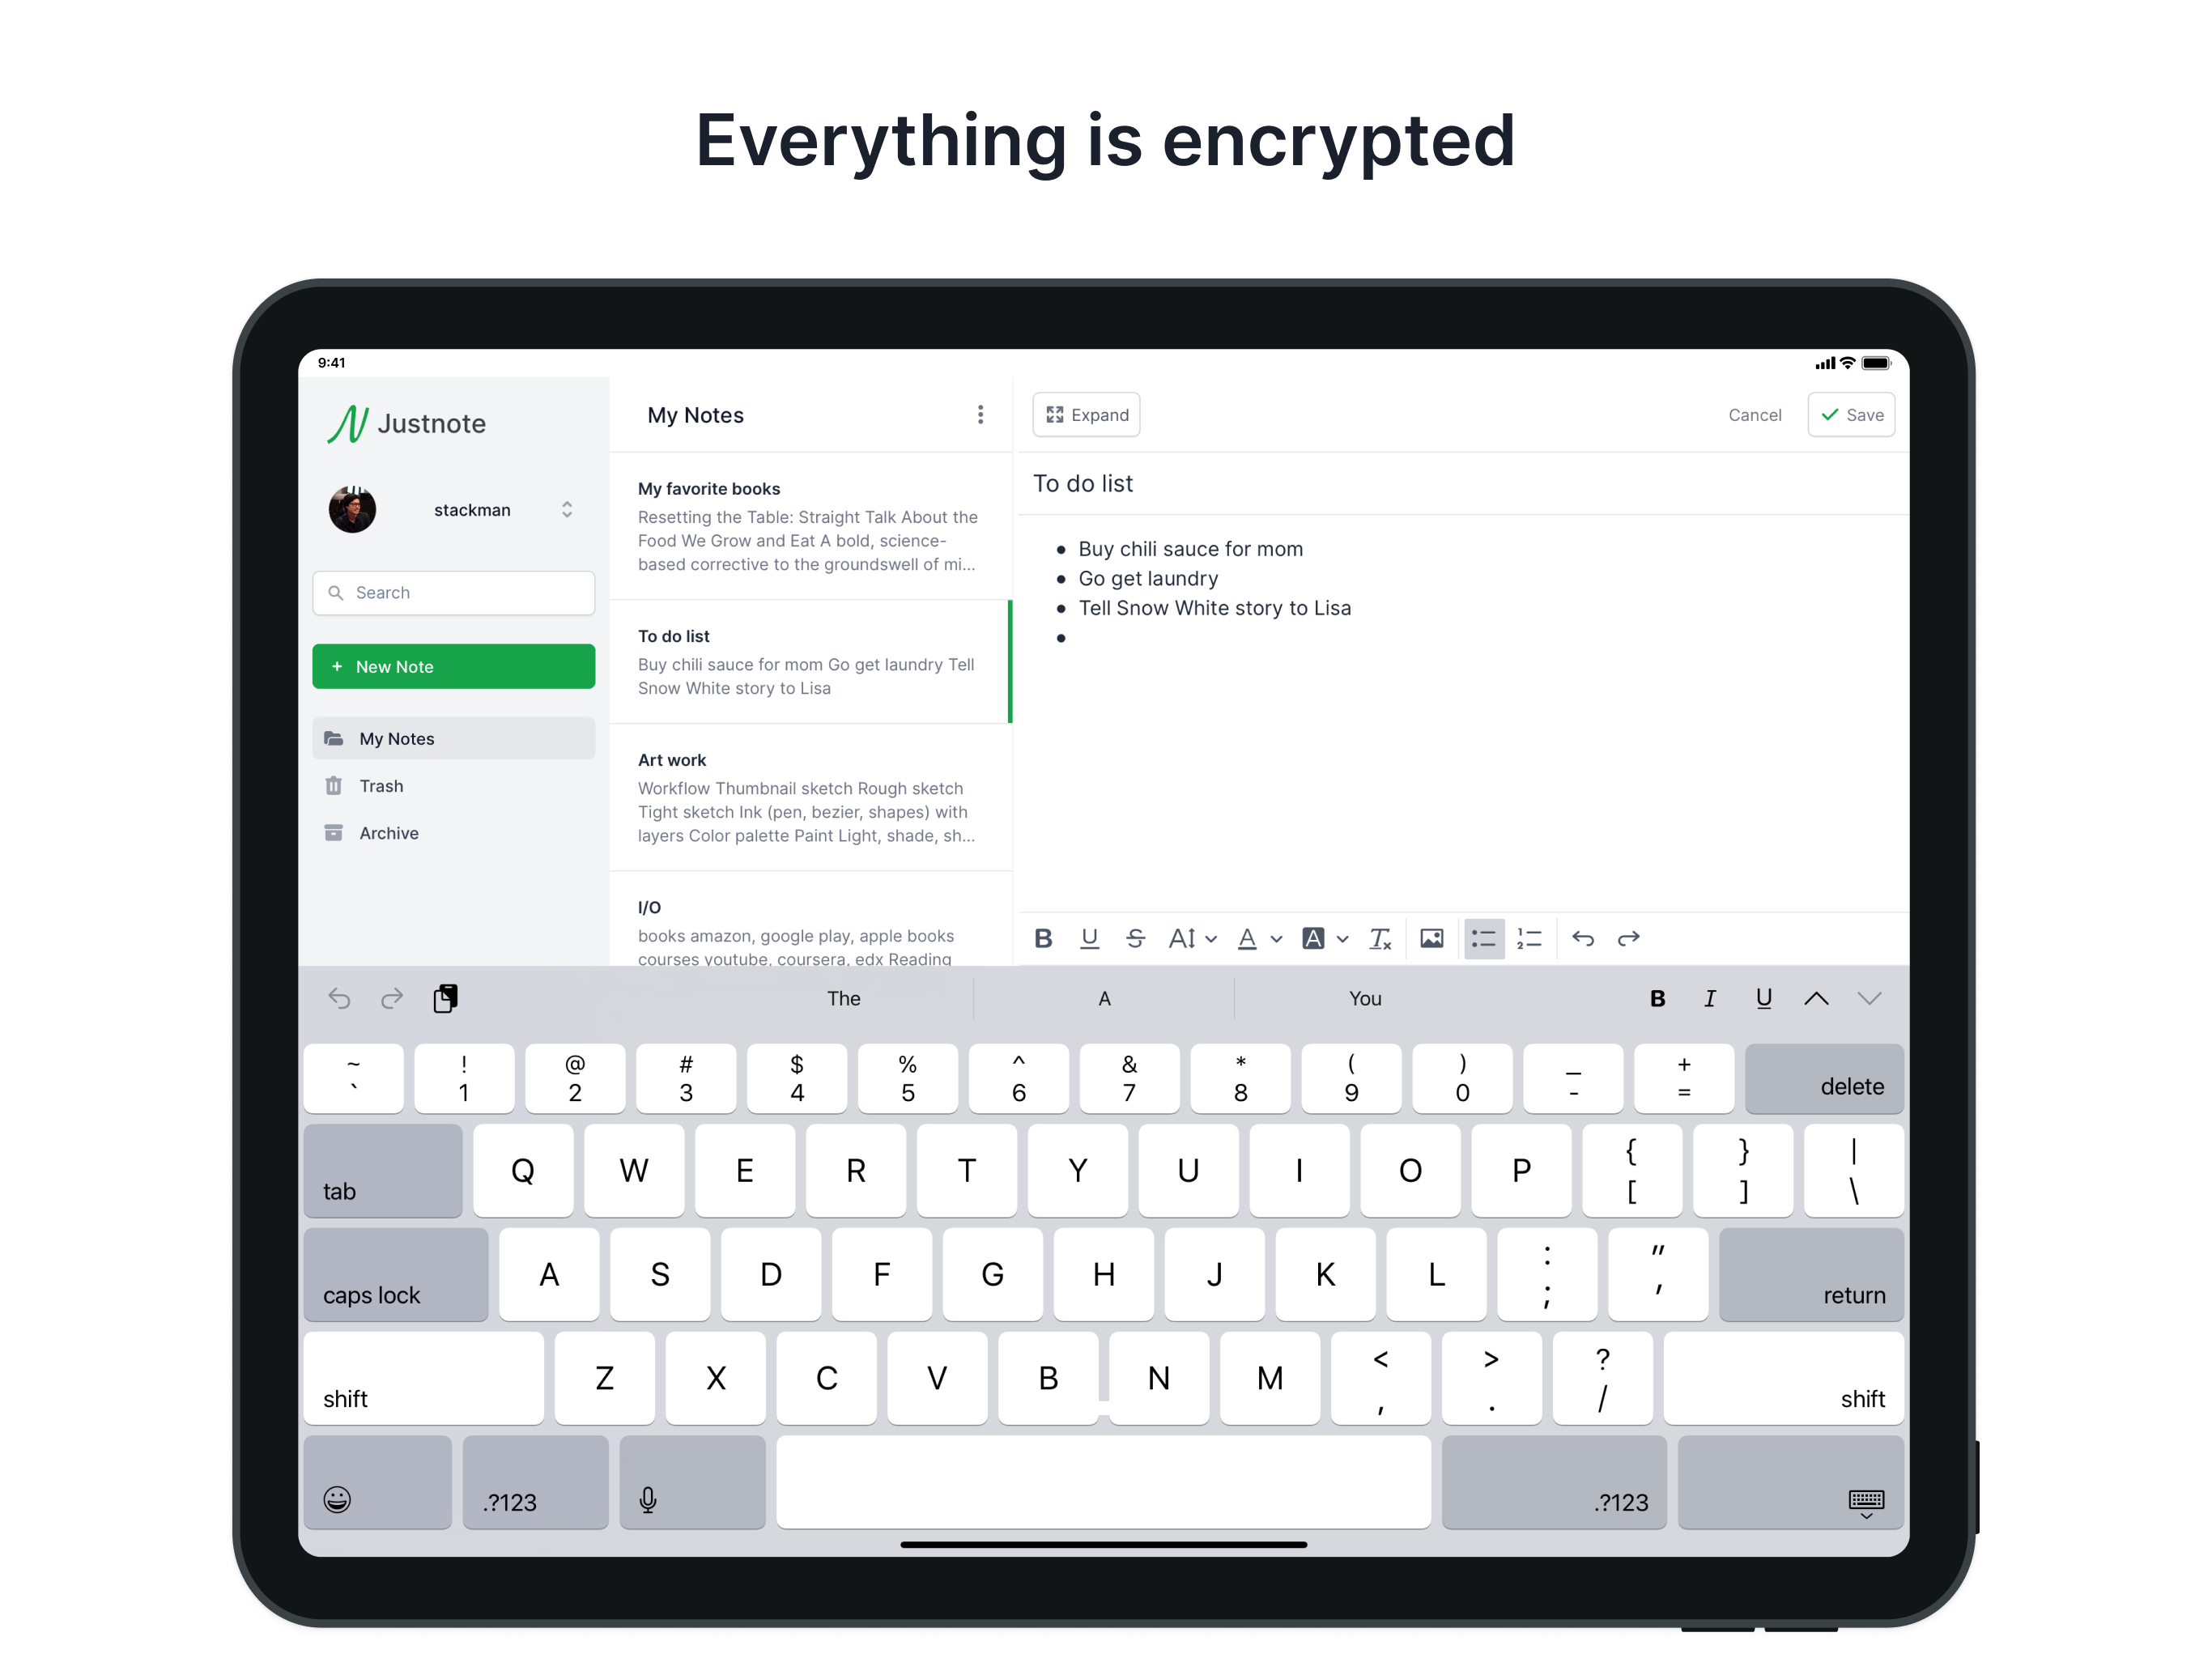 Everything is encrypted
9:41
Justnote
stackman
Search
+ New Note
My Notes
Trash
Archive
My Notes
My favorite books
Resetting the Table: Straight Talk About the
Food We Grow and Eat A bold, science-
based corrective to the groundswell of mi...
To do list
Buy chili sauce for mom Go get laundry Tell
Snow White story to Lisa
Art work
Workflow Thumbnail sketch Rough sketch
Tight sketch Ink (pen, bezier, shapes) with
layers Color palette Paint Light, shade, sh...
I/O
books amazon, google play, apple books
courses youtube, coursera, edx Reading
Expand
Cancel
Save
To do list
• Buy chili sauce for mom
• Go get laundry
• Tell Snow White story to Lisa
•
B U S A A A T
The A You
B I U
~ ! @ # $ % ^ & * ( ) _ +
` 1 2 3 4 5 6 7 8 9 0 - = delete
tab Q W E R T Y U I O P { [ } ] | \
caps lock A S D F G H J K L : ; " ' return
shift Z X C V B N M < , > . ? / shift
.?123 .?123